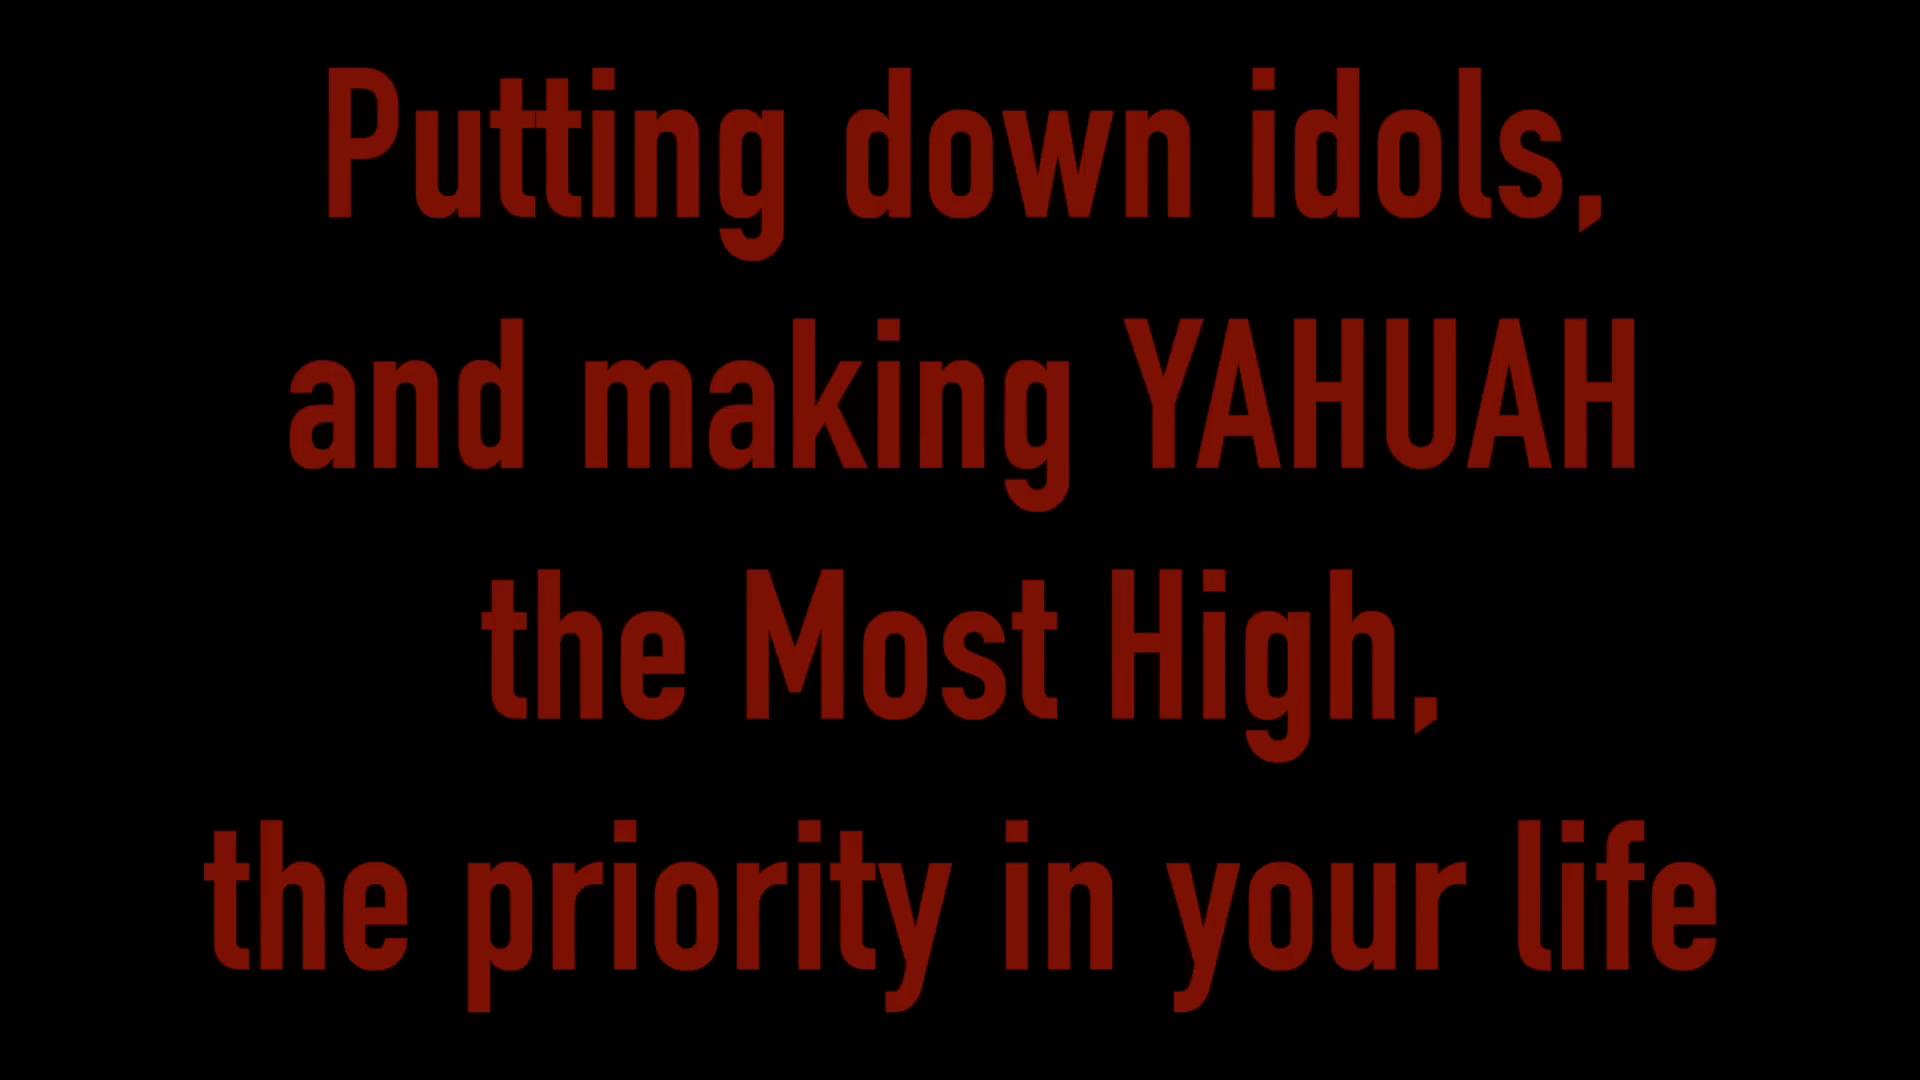 Putting down idols,
and making YAHUAH
the Most High,
the priority in your life